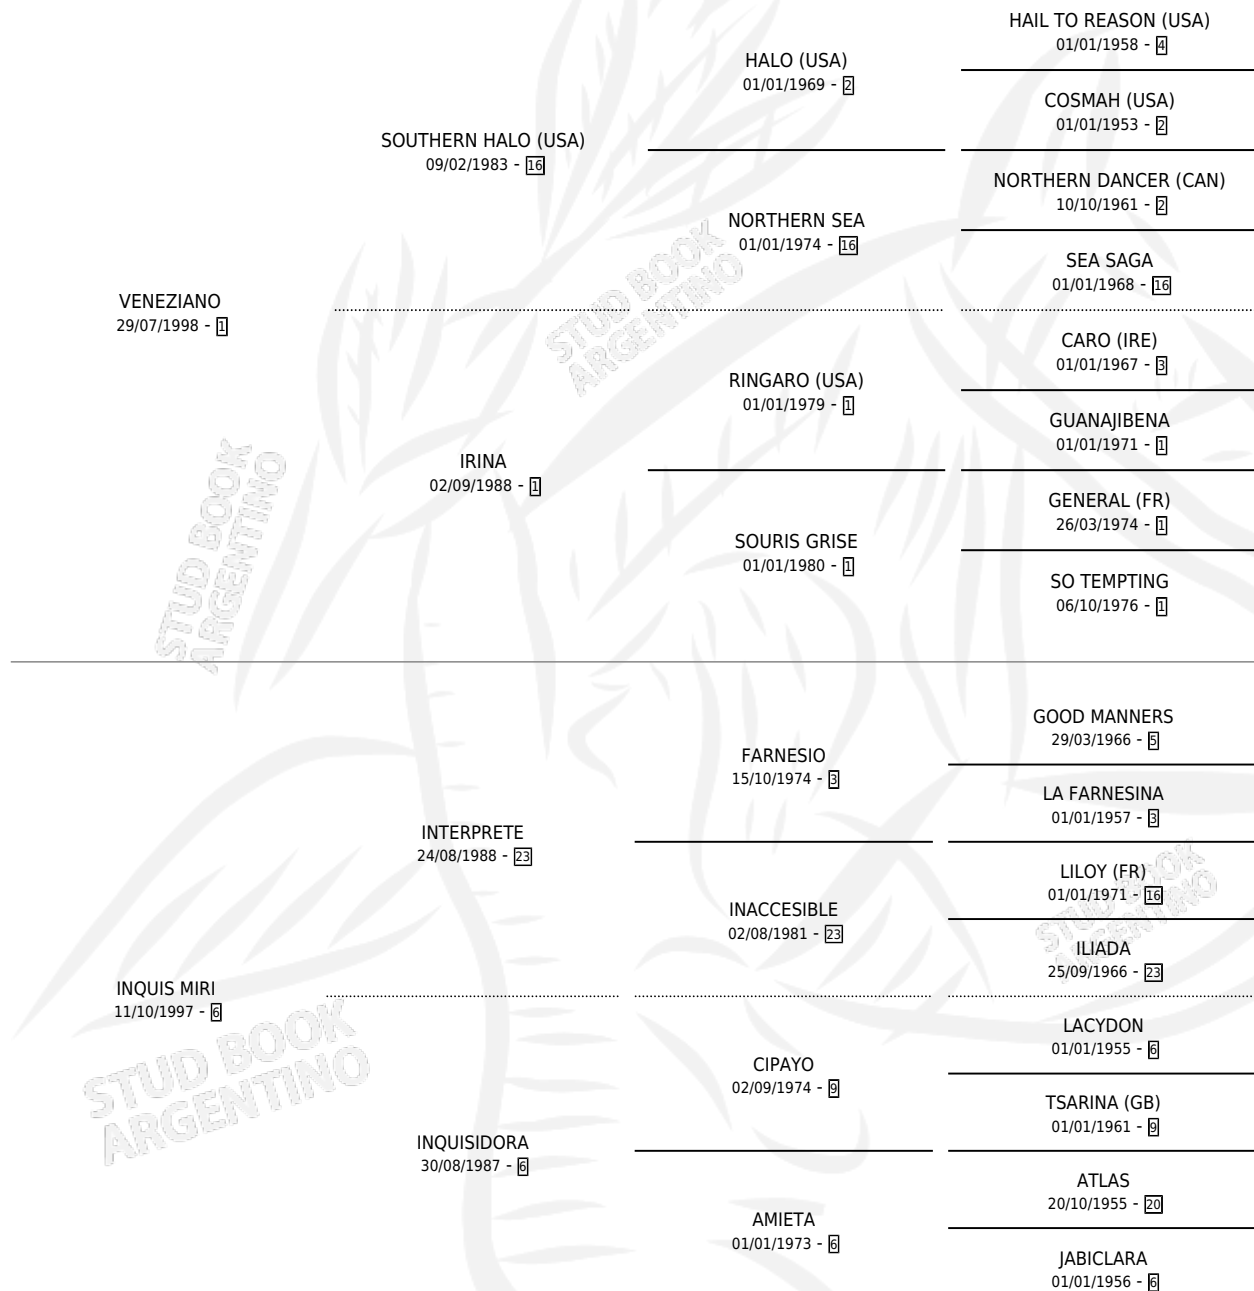 HAIL TO REASON (USA)
01/01/1958 - 4
HALO (USA)
01/01/1969 - 2
COSMAH (USA)
01/01/1953 - 2
SOUTHERN HALO (USA)
09/02/1983 - 16
NORTHERN DANCER (CAN)
10/10/1961 - 2
NORTHERN SEA
01/01/1974 - 16
SEA SAGA
01/01/1968 - 16
VENEZIANO
29/07/1998 - 1
CARO (IRE)
01/01/1967 - 3
RINGARO (USA)
01/01/1979 - 1
GUANAJIBENA
01/01/1971 - 1
IRINA
02/09/1988 - 1
GENERAL (FR)
26/03/1974 - 1
SOURIS GRISE
01/01/1980 - 1
SO TEMPTING
06/10/1976 - 1
STUD BOOK
ARGENTINO
STUD BOOK
ARGENTINO
GOOD MANNERS
29/03/1966 - 5
FARNESIO
15/10/1974 - 3
LA FARNESINA
01/01/1957 - 3
INTERPRETE
24/08/1988 - 23
LILOY (FR)
01/01/1971 - 16
INACCESIBLE
02/08/1981 - 23
ILIADA
25/09/1966 - 23
INQUIS MIRI
11/10/1997 - 6
LACYDON
01/01/1955 - 6
CIPAYO
02/09/1974 - 9
TSARINA (GB)
01/01/1961 - 9
INQUISIDORA
30/08/1987 - 6
ATLAS
20/10/1955 - 20
AMIETA
01/01/1973 - 6
JABICLARA
01/01/1956 - 6
STUD BOOK
ARGENTINO
STUD BOOK
ARGENTINO